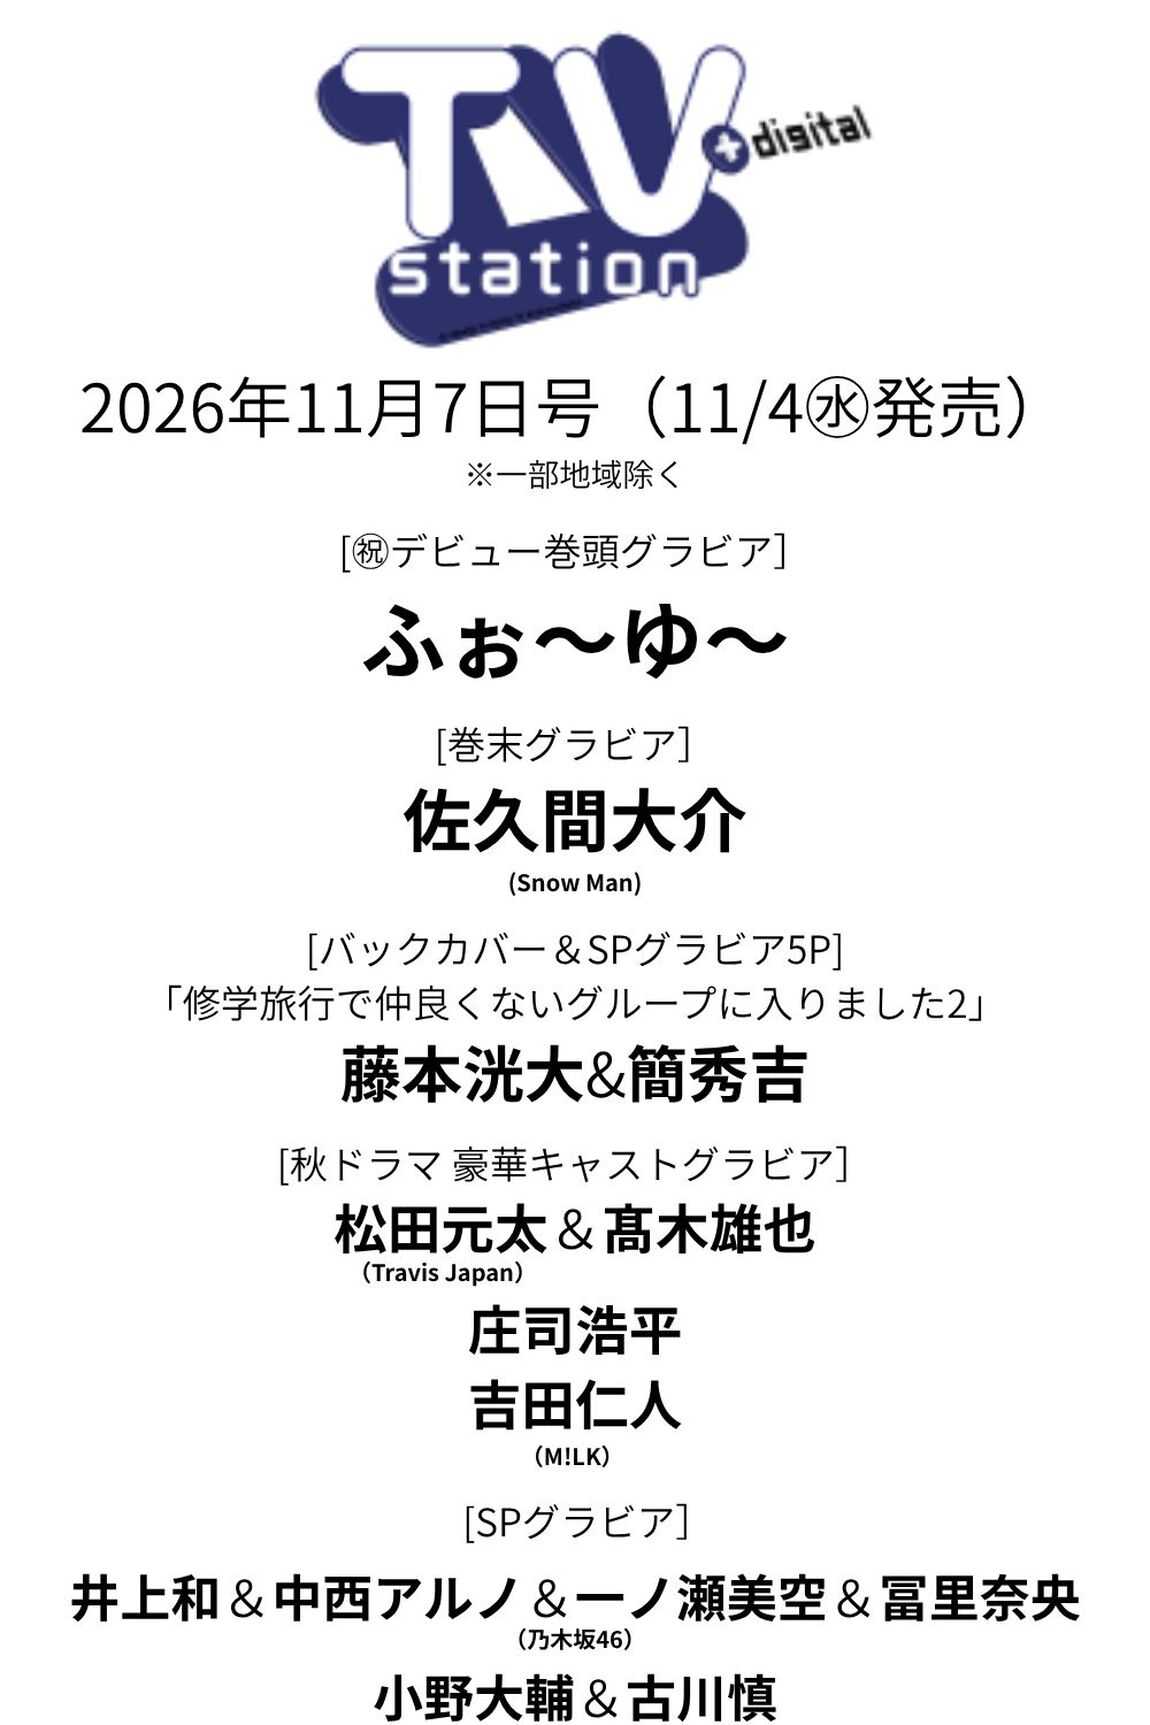 TV
+digital
station
2026年11月7日号（11/4㊌発売）
※一部地域除く
[㊗デビュー巻頭グラビア]
ふぉ～ゆ～
[巻末グラビア]
佐久間大介
(Snow Man)
[バックカバー＆SPグラビア5P]
「修学旅行で仲良くないグループに入りました2」
藤本洸大&簡秀吉
[秋ドラマ 豪華キャストグラビア]
松田元太＆髙木雄也
（Travis Japan）
庄司浩平
吉田仁人
（M!LK）
[SPグラビア]
井上和＆中西アルノ＆一ノ瀬美空＆冨里奈央
（乃木坂46）
小野大輔＆古川慎